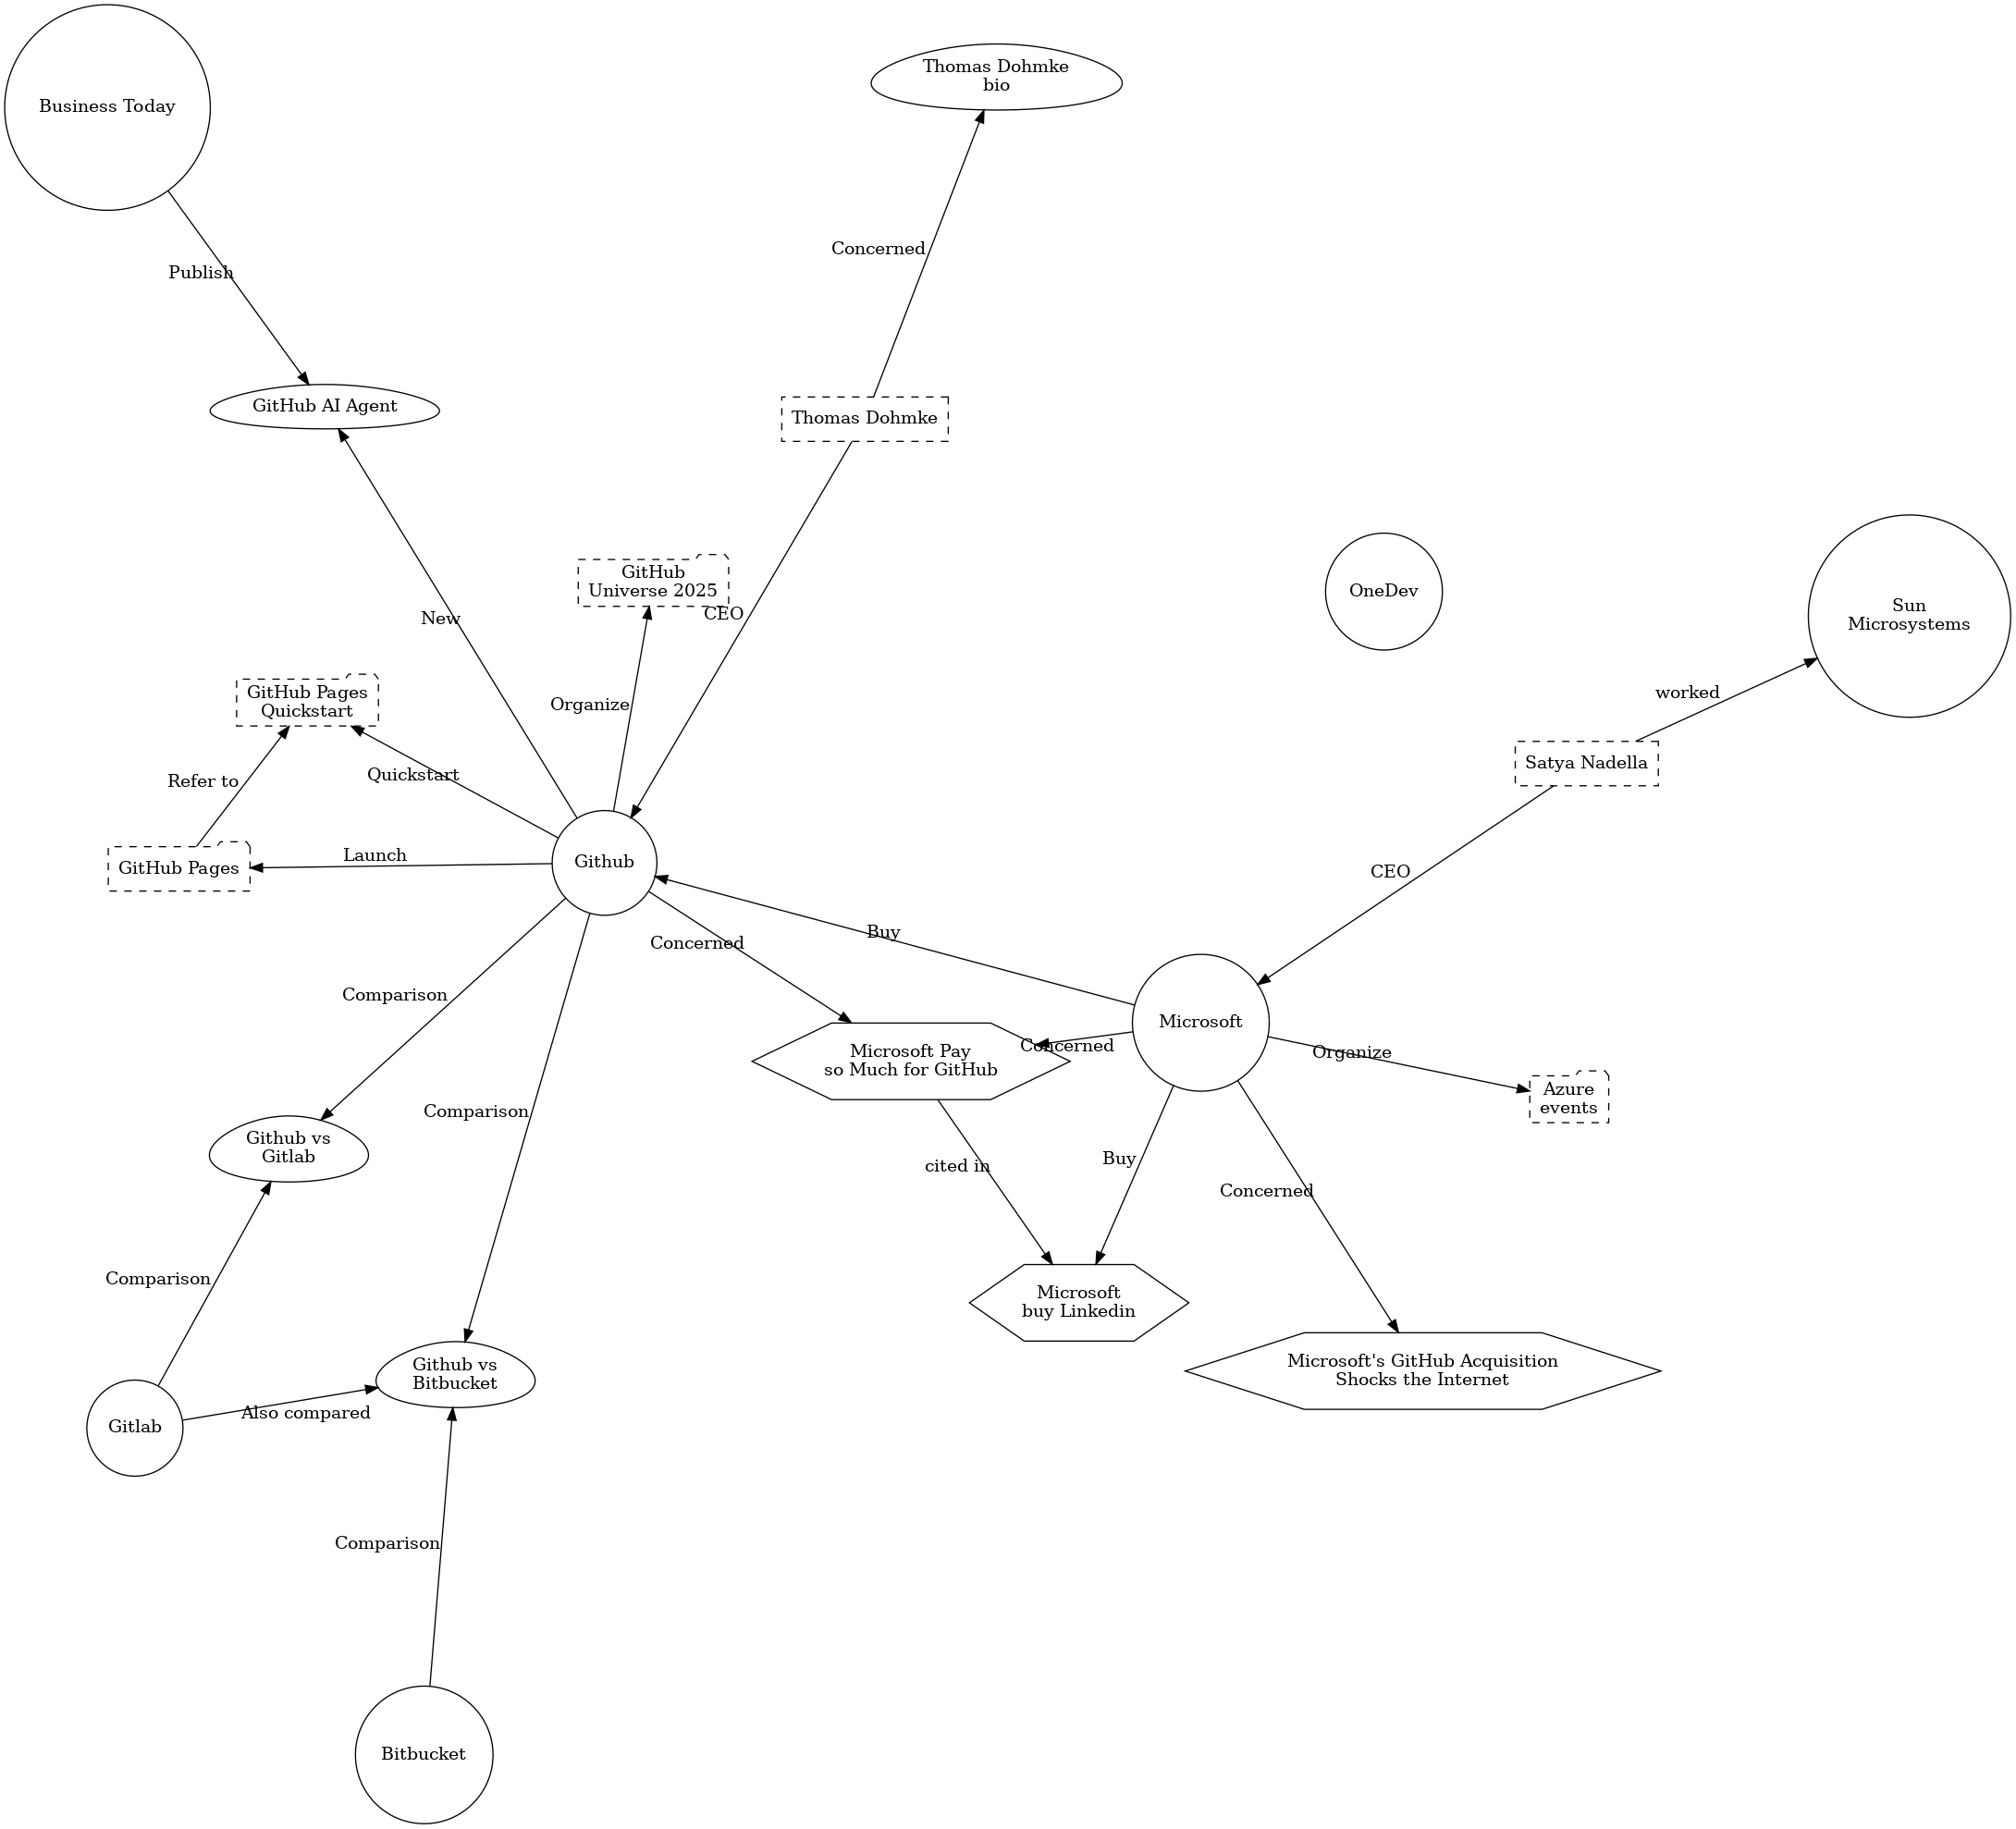 Business Today
Thomas Dohmke
bio
Concerned
Publish
GitHub AI Agent
Thomas Dohmke
GitHub
Universe 2025
OneDev
Sun
Microsystems
New
CEO
GitHub Pages
Quickstart
Organize
worked
Satya Nadella
Refer to
Quickstart
GitHub Pages
Launch
Github
CEO
Concerned
Buy
Comparison
Microsoft
Concerned
Organize
Microsoft Pay
so Much for GitHub
Azure
events
Comparison
Github vs
Gitlab
cited in
Buy
Concerned
Comparison
Microsoft
buy Linkedin
Github vs
Bitbucket
Microsoft's GitHub Acquisition
Shocks the Internet
Gitlab
Also compared
Comparison
Bitbucket